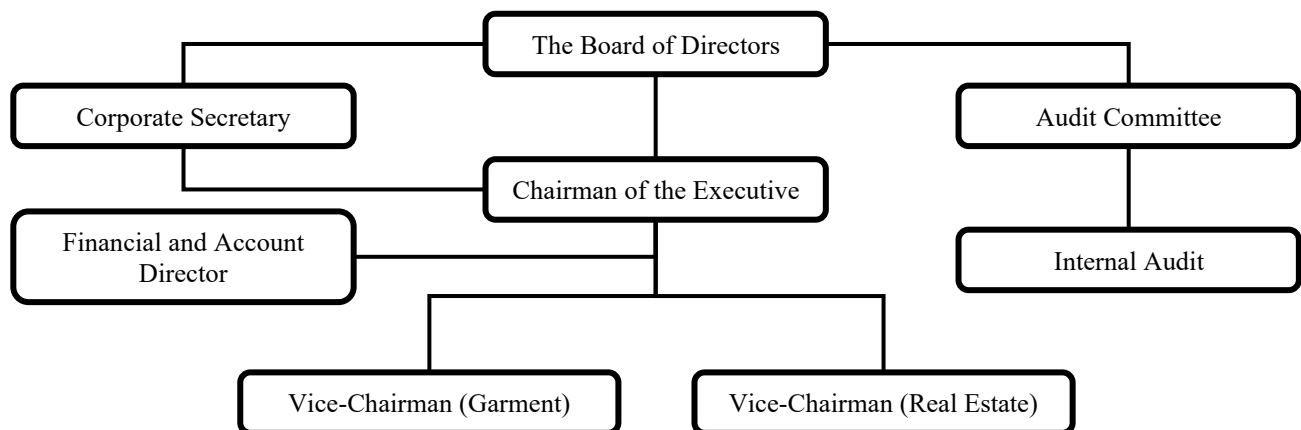 The Board of Directors
Corporate Secretary
Audit Committee
Chairman of the Executive
Financial and Account
Director
Internal Audit
Vice-Chairman (Garment)
Vice-Chairman (Real Estate)